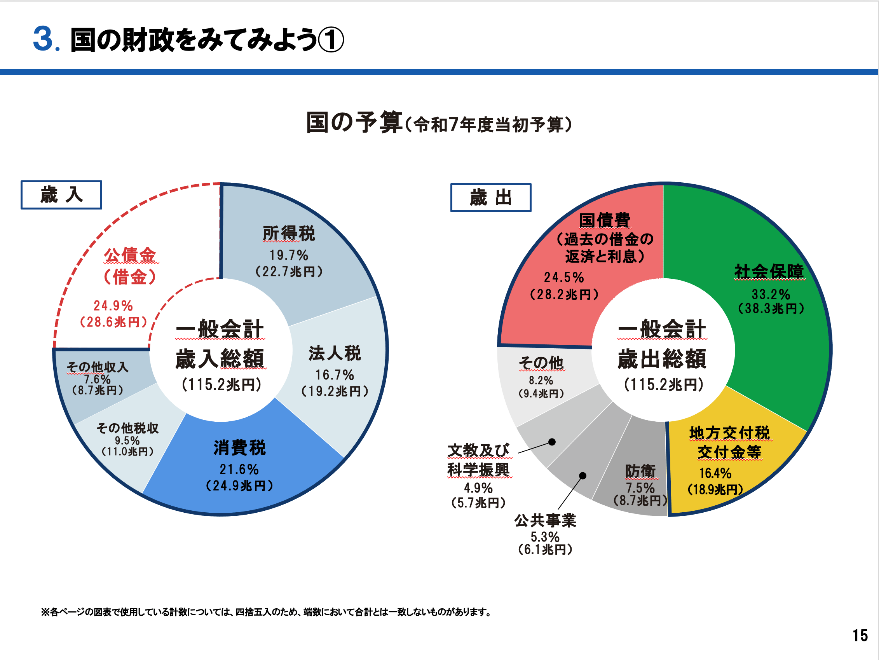 3. 国の財政をみてみよう①
国の予算(令和7年度当初予算)
歳入
公債金
(借金)
24.9%
(28.6兆円)
所得税
19.7%
(22.7兆円)
法人税
16.7%
(19.2兆円)
消費税
21.6%
(24.9兆円)
その他税収
9.5%
(11.0兆円)
その他収入
7.6%
(8.7兆円)
一般会計
歳入総額
(115.2兆円)
歳出
国債費
(過去の借金の
返済と利息)
24.5%
(28.2兆円)
社会保障
33.2%
(38.3兆円)
地方交付税
交付金等
16.4%
(18.9兆円)
防衛
7.5%
(8.7兆円)
公共事業
5.3%
(6.1兆円)
文教及び
科学振興
4.9%
(5.7兆円)
その他
8.2%
(9.4兆円)
一般会計
歳出総額
(115.2兆円)
※各ページの図表で使用している計数については、四捨五入のため、端数において合計とは一致しないものがあります。
15